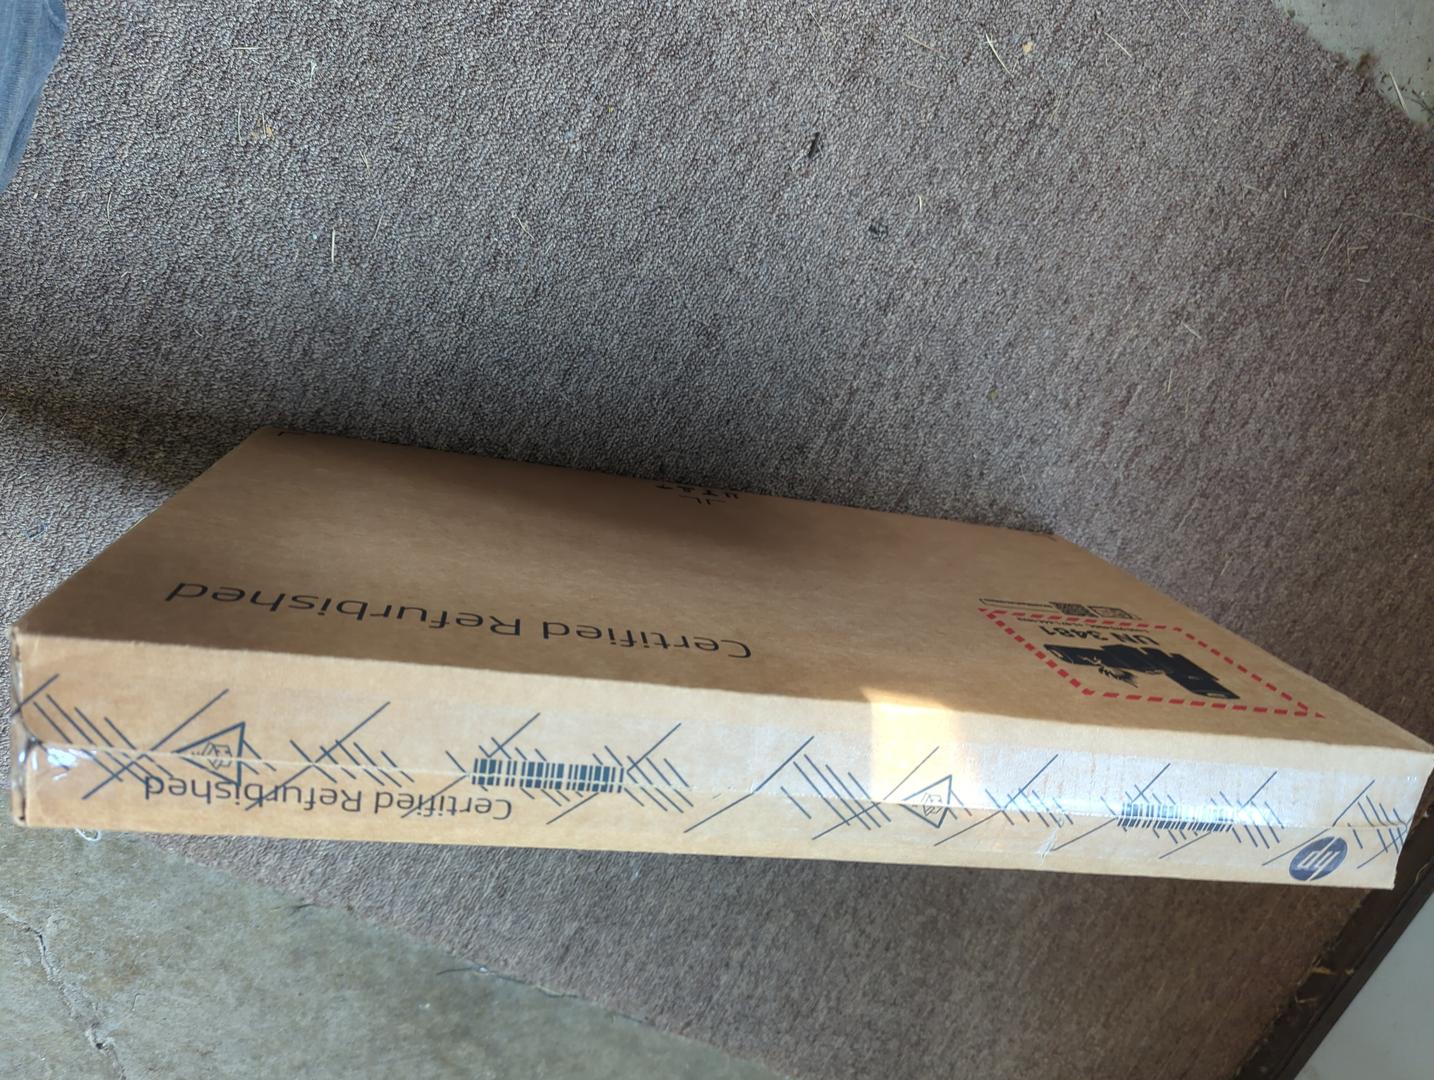 Certified Refurbished
UN 3481
Certified Refurbished
hp